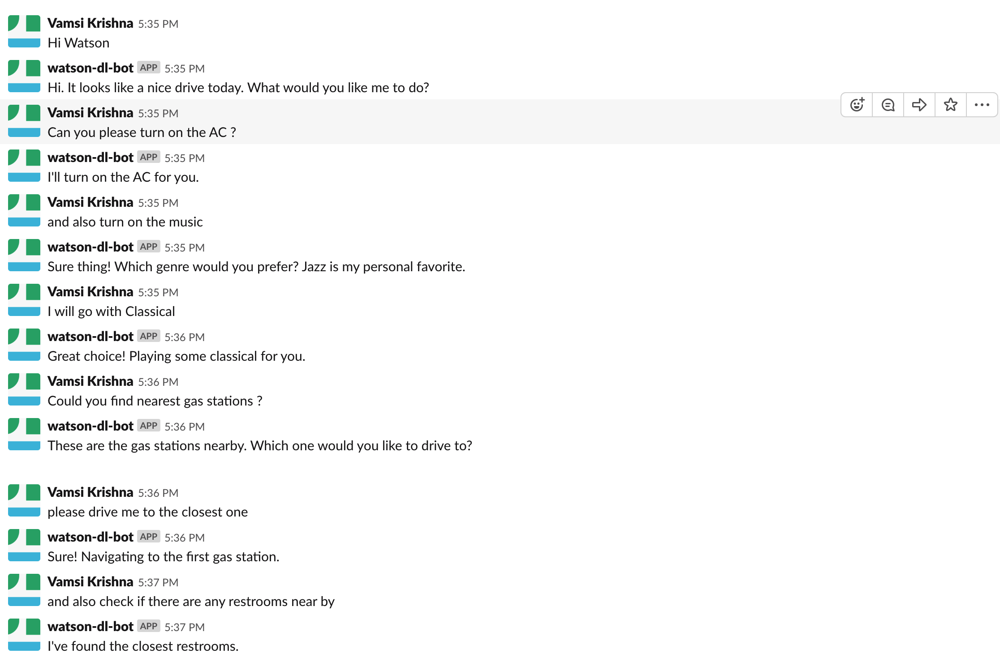 Vamsi Krishna 5:35 PM
Hi Watson
watson-dl-bot APP 5:35 PM
Hi. It looks like a nice drive today. What would you like me to do?
Vamsi Krishna 5:35 PM
Can you please turn on the AC ?
watson-dl-bot APP 5:35 PM
I'll turn on the AC for you.
Vamsi Krishna 5:35 PM
and also turn on the music
watson-dl-bot APP 5:35 PM
Sure thing! Which genre would you prefer? Jazz is my personal favorite.
Vamsi Krishna 5:35 PM
I will go with Classical
watson-dl-bot APP 5:36 PM
Great choice! Playing some classical for you.
Vamsi Krishna 5:36 PM
Could you find nearest gas stations ?
watson-dl-bot APP 5:36 PM
These are the gas stations nearby. Which one would you like to drive to?
Vamsi Krishna 5:36 PM
please drive me to the closest one
watson-dl-bot APP 5:36 PM
Sure! Navigating to the first gas station.
Vamsi Krishna 5:37 PM
and also check if there are any restrooms near by
watson-dl-bot APP 5:37 PM
I've found the closest restrooms.